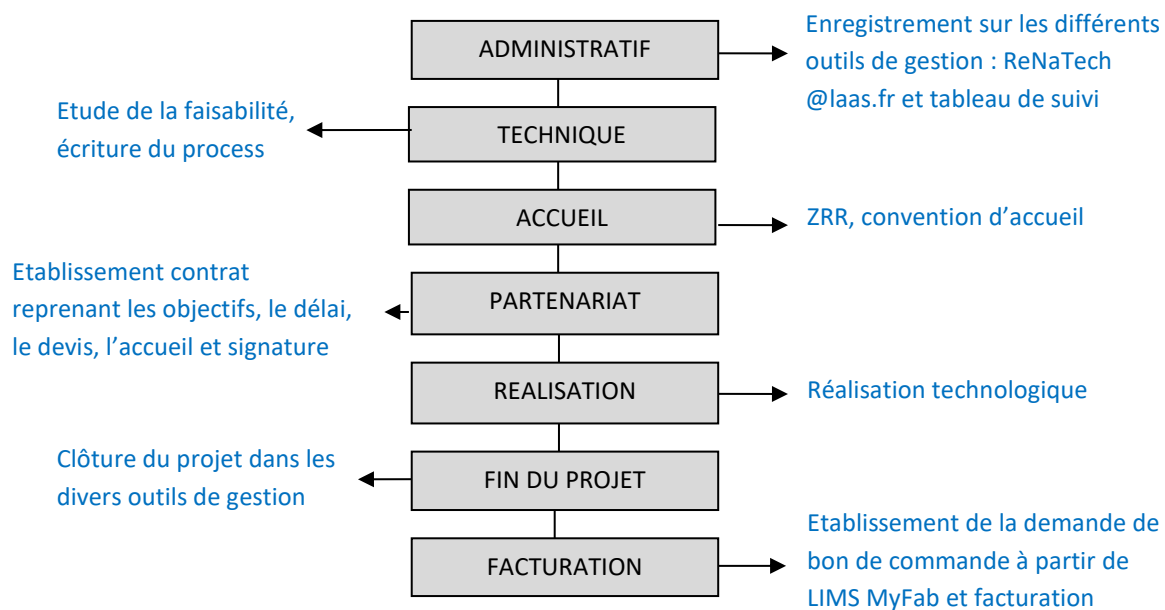 ADMINISTRATIF
Enregistrement sur les différents
outils de gestion : ReNaTech
@laas.fr et tableau de suivi
Etude de la faisabilité,
écriture du process
TECHNIQUE
ACCUEIL
ZRR, convention d’accueil
Etablissement contrat
reprenant les objectifs, le délai,
le devis, l’accueil et signature
PARTENARIAT
REALISATION
Réalisation technologique
Clôture du projet dans les
divers outils de gestion
FIN DU PROJET
FACTURATION
Etablissement de la demande de
bon de commande à partir de
LIMS MyFab et facturation